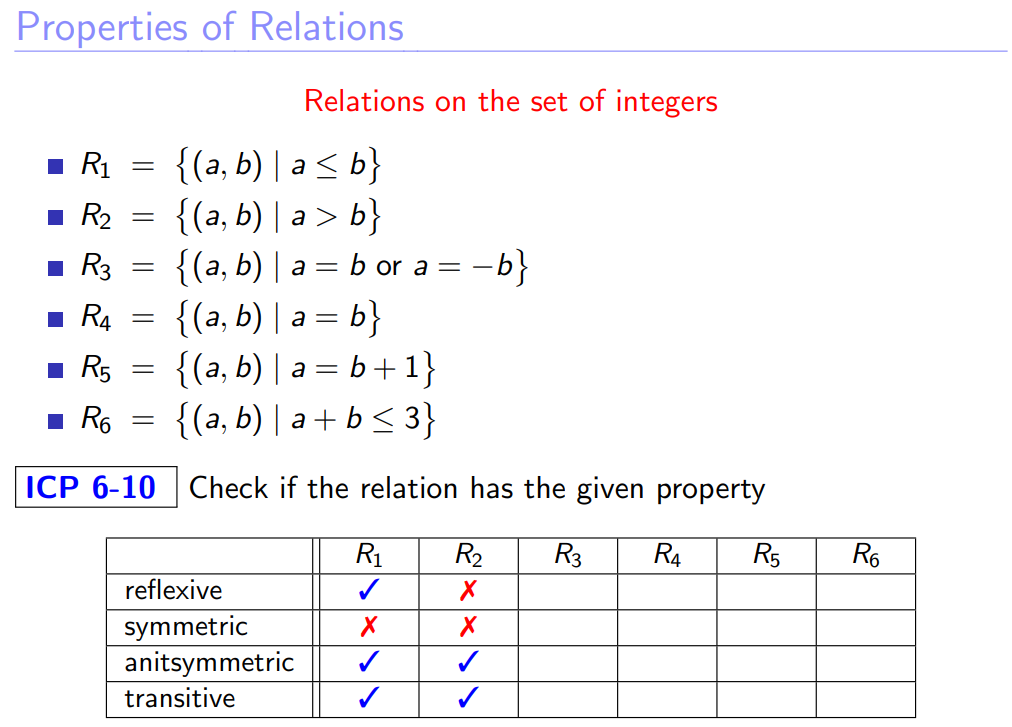 Properties of Relations
Relations on the set of integers
R₁ = {(a, b) | a ≤ b}
R₂ = {(a, b) | a > b}
R₃ = {(a, b) | a = b or a = −b}
R₄ = {(a, b) | a = b}
R₅ = {(a, b) | a = b + 1}
R₆ = {(a, b) | a + b ≤ 3}
ICP 6-10 Check if the relation has the given property
R₁ R₂ R₃ R₄ R₅ R₆
reflexive ✓ ✗
symmetric ✗ ✗
anitsymmetric ✓ ✓
transitive ✓ ✓